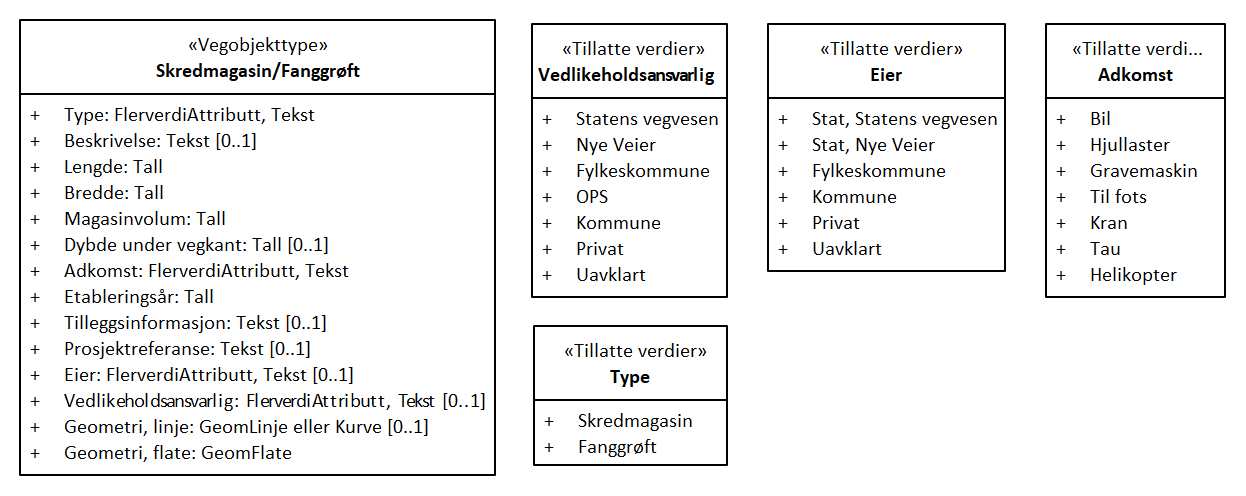 «Vegobjekttype»
Skredmagasin/Fanggrøft
+ Type: FlerverdiAttributt, Tekst
+ Beskrivelse: Tekst [0..1]
+ Lengde: Tall
+ Bredde: Tall
+ Magasinvolum: Tall
+ Dybde under vegkant: Tall [0..1]
+ Adkomst: FlerverdiAttributt, Tekst
+ Etableringsår: Tall
+ Tilleggsinformasjon: Tekst [0..1]
+ Prosjektreferanse: Tekst [0..1]
+ Eier: FlerverdiAttributt, Tekst [0..1]
+ Vedlikeholdsansvarlig: FlerverdiAttributt, Tekst [0..1]
+ Geometri, linje: GeomLinje eller Kurve [0..1]
+ Geometri, flate: GeomFlate
«Tillatte verdier»
Vedlikeholdsansvarlig
+ Statens vegvesen
+ Nye Veier
+ Fylkeskommune
+ OPS
+ Kommune
+ Privat
+ Uavklart
«Tillatte verdier»
Eier
+ Stat, Statens vegvesen
+ Stat, Nye Veier
+ Fylkeskommune
+ Kommune
+ Privat
+ Uavklart
«Tillatte verdi...
Adkomst
+ Bil
+ Hjullaster
+ Gravemaskin
+ Til fots
+ Kran
+ Tau
+ Helikopter
«Tillatte verdier»
Type
+ Skredmagasin
+ Fanggrøft